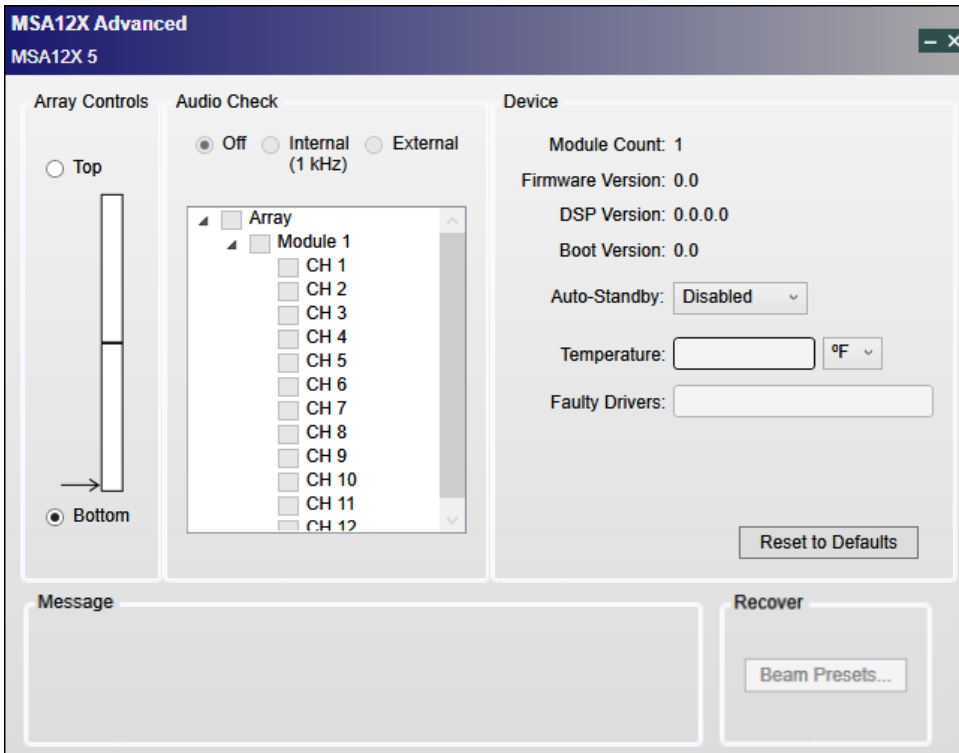 MSA12X Advanced
MSA12X 5
Array Controls
Top
Bottom
Audio Check
Off Internal (1 kHz) External
Array
Module 1
CH 1
CH 2
CH 3
CH 4
CH 5
CH 6
CH 7
CH 8
CH 9
CH 10
CH 11
CH 12
Device
Module Count: 1
Firmware Version: 0.0
DSP Version: 0.0.0.0
Boot Version: 0.0
Auto-Standby: Disabled
Temperature: ºF
Faulty Drivers:
Reset to Defaults
Message
Recover
Beam Presets...